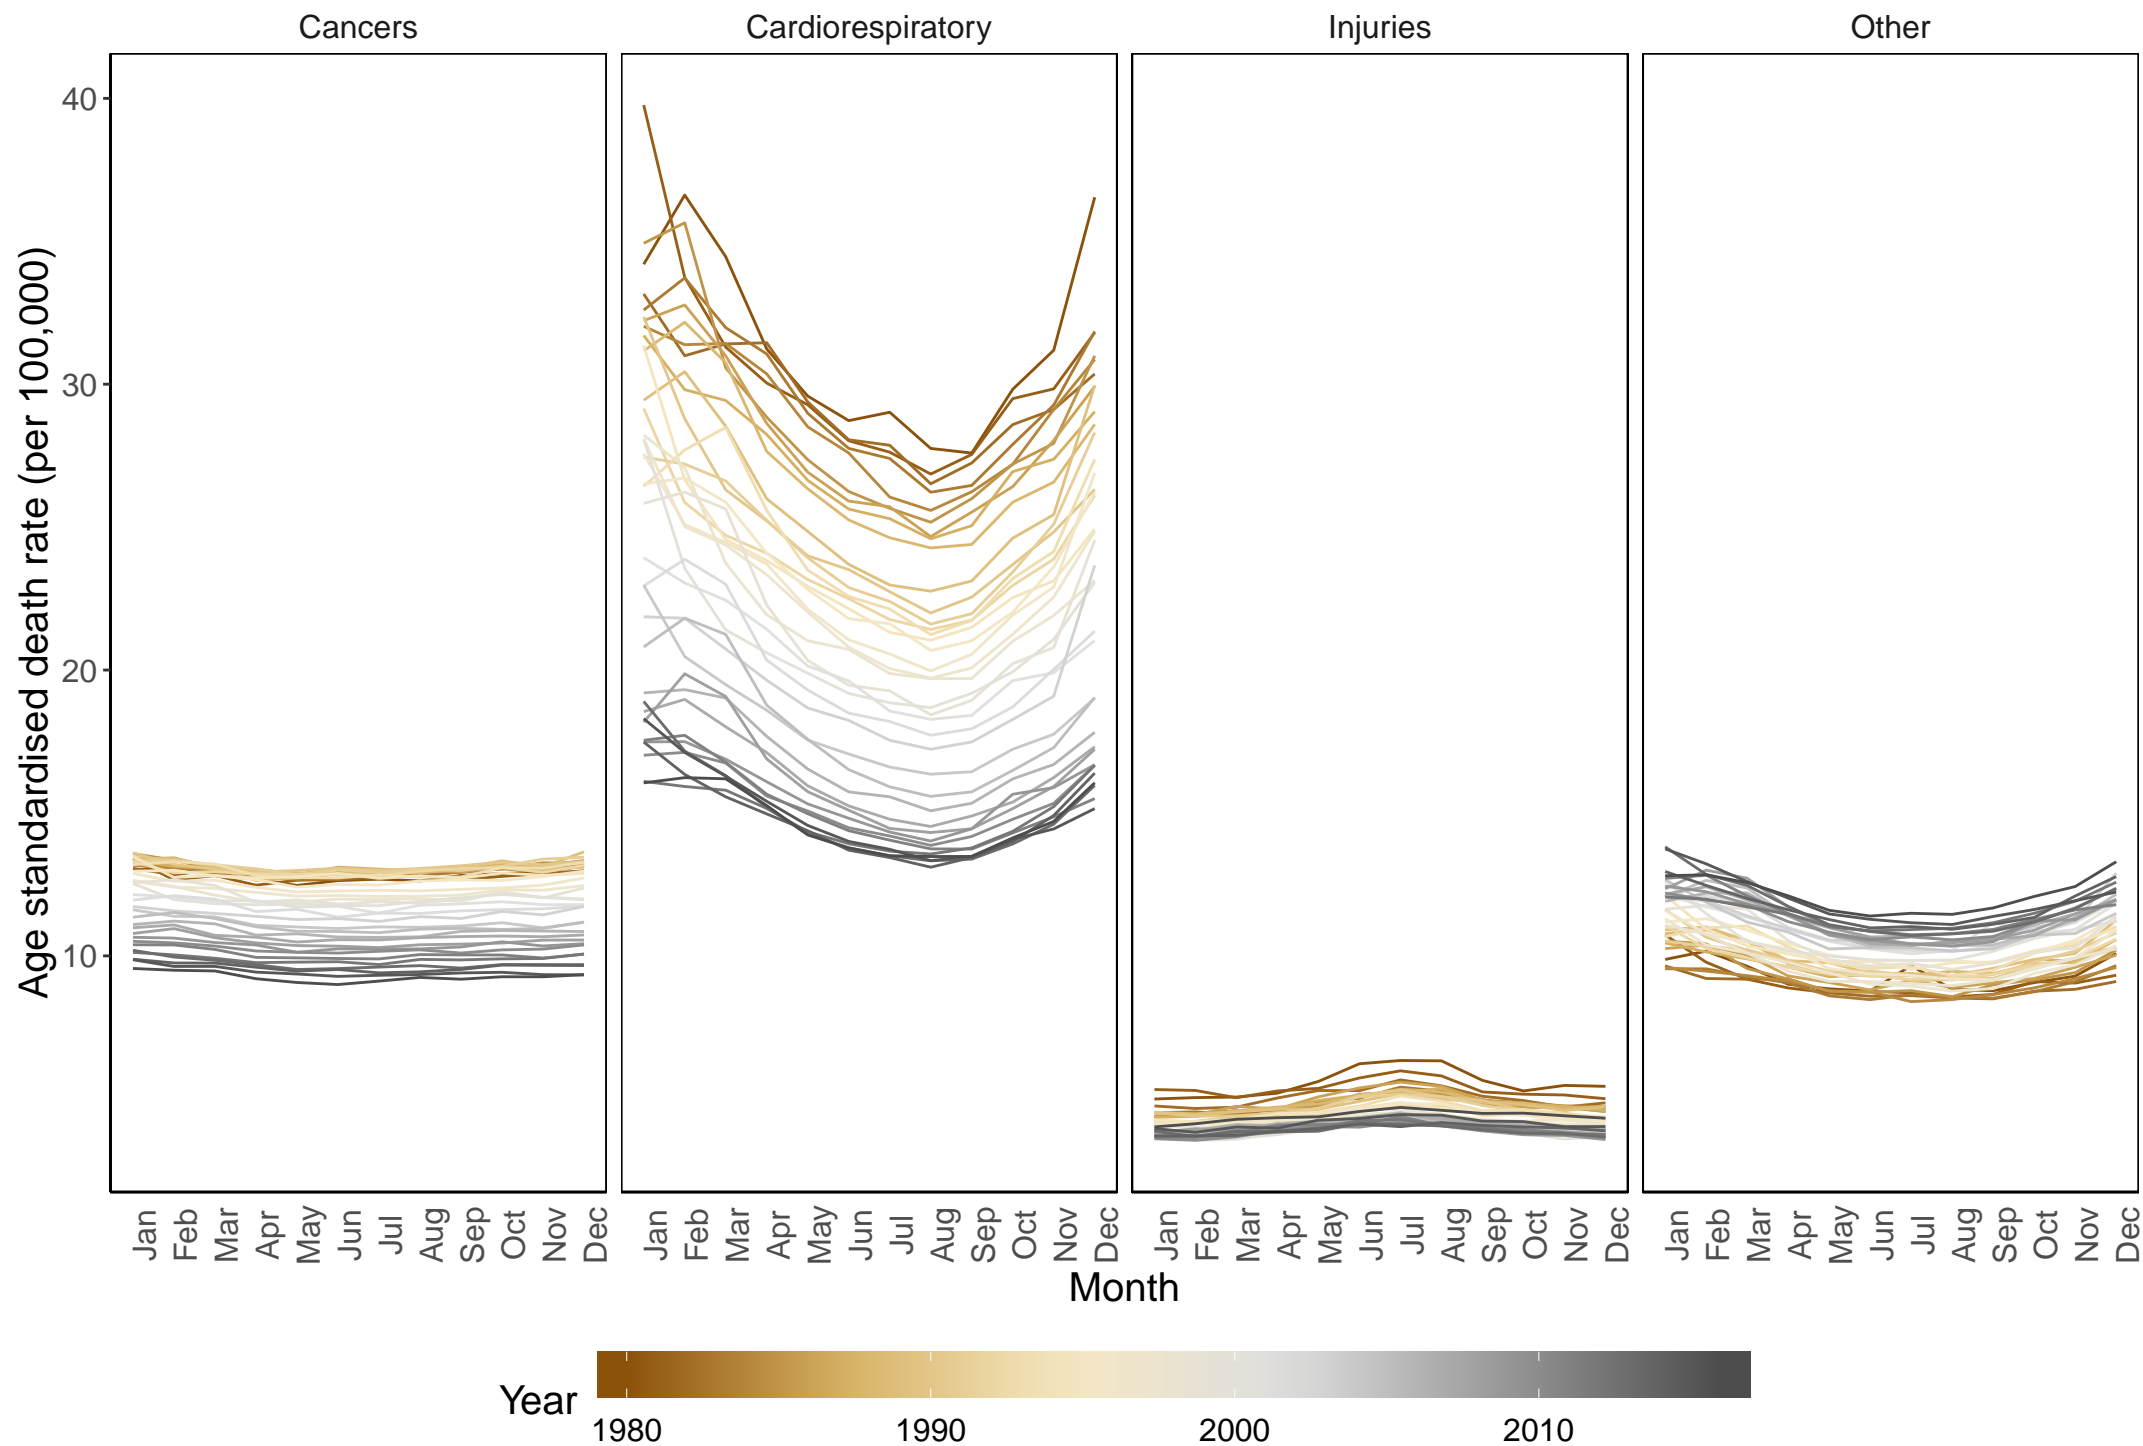 Cancers Cardiorespiratory Injuries Other
Age standardised death rate (per 100,000)
40
30
20
10
Jan Feb Mar Apr May Jun Jul Aug Sep Oct Nov Dec Jan Feb Mar Apr May Jun Jul Aug Sep Oct Nov Dec Jan Feb Mar Apr May Jun Jul Aug Sep Oct Nov Dec Jan Feb Mar Apr May Jun Jul Aug Sep Oct Nov Dec
Month
Year
1980 1990 2000 2010